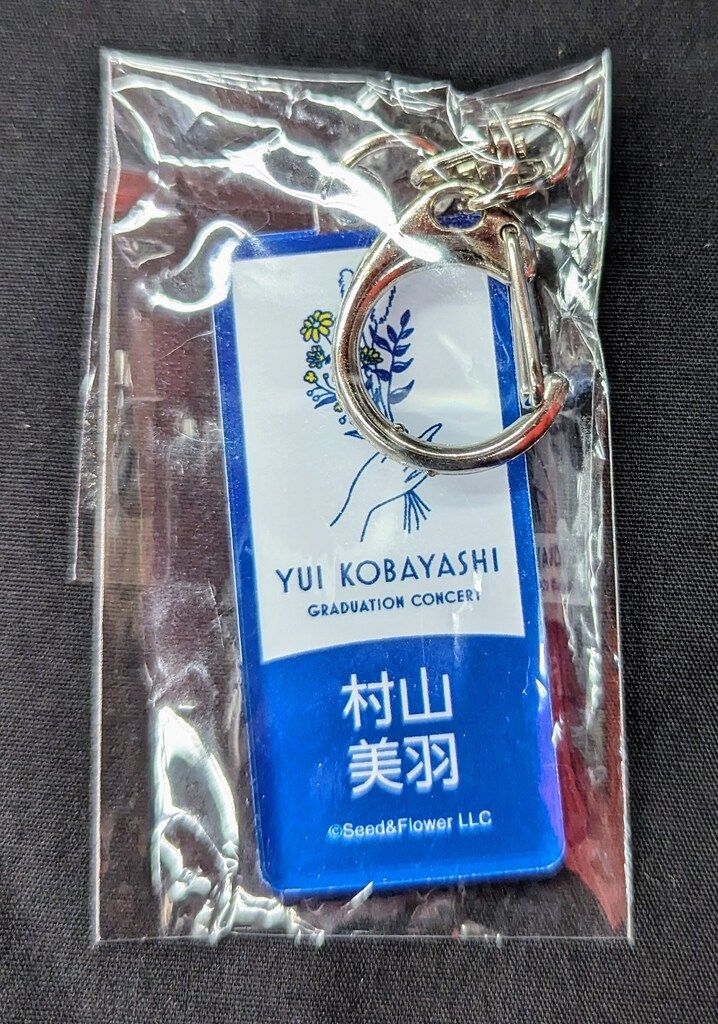 YUI KOBAYASHI
GRADUATION CONCERT
村山
美羽
©Seed&Flower LLC